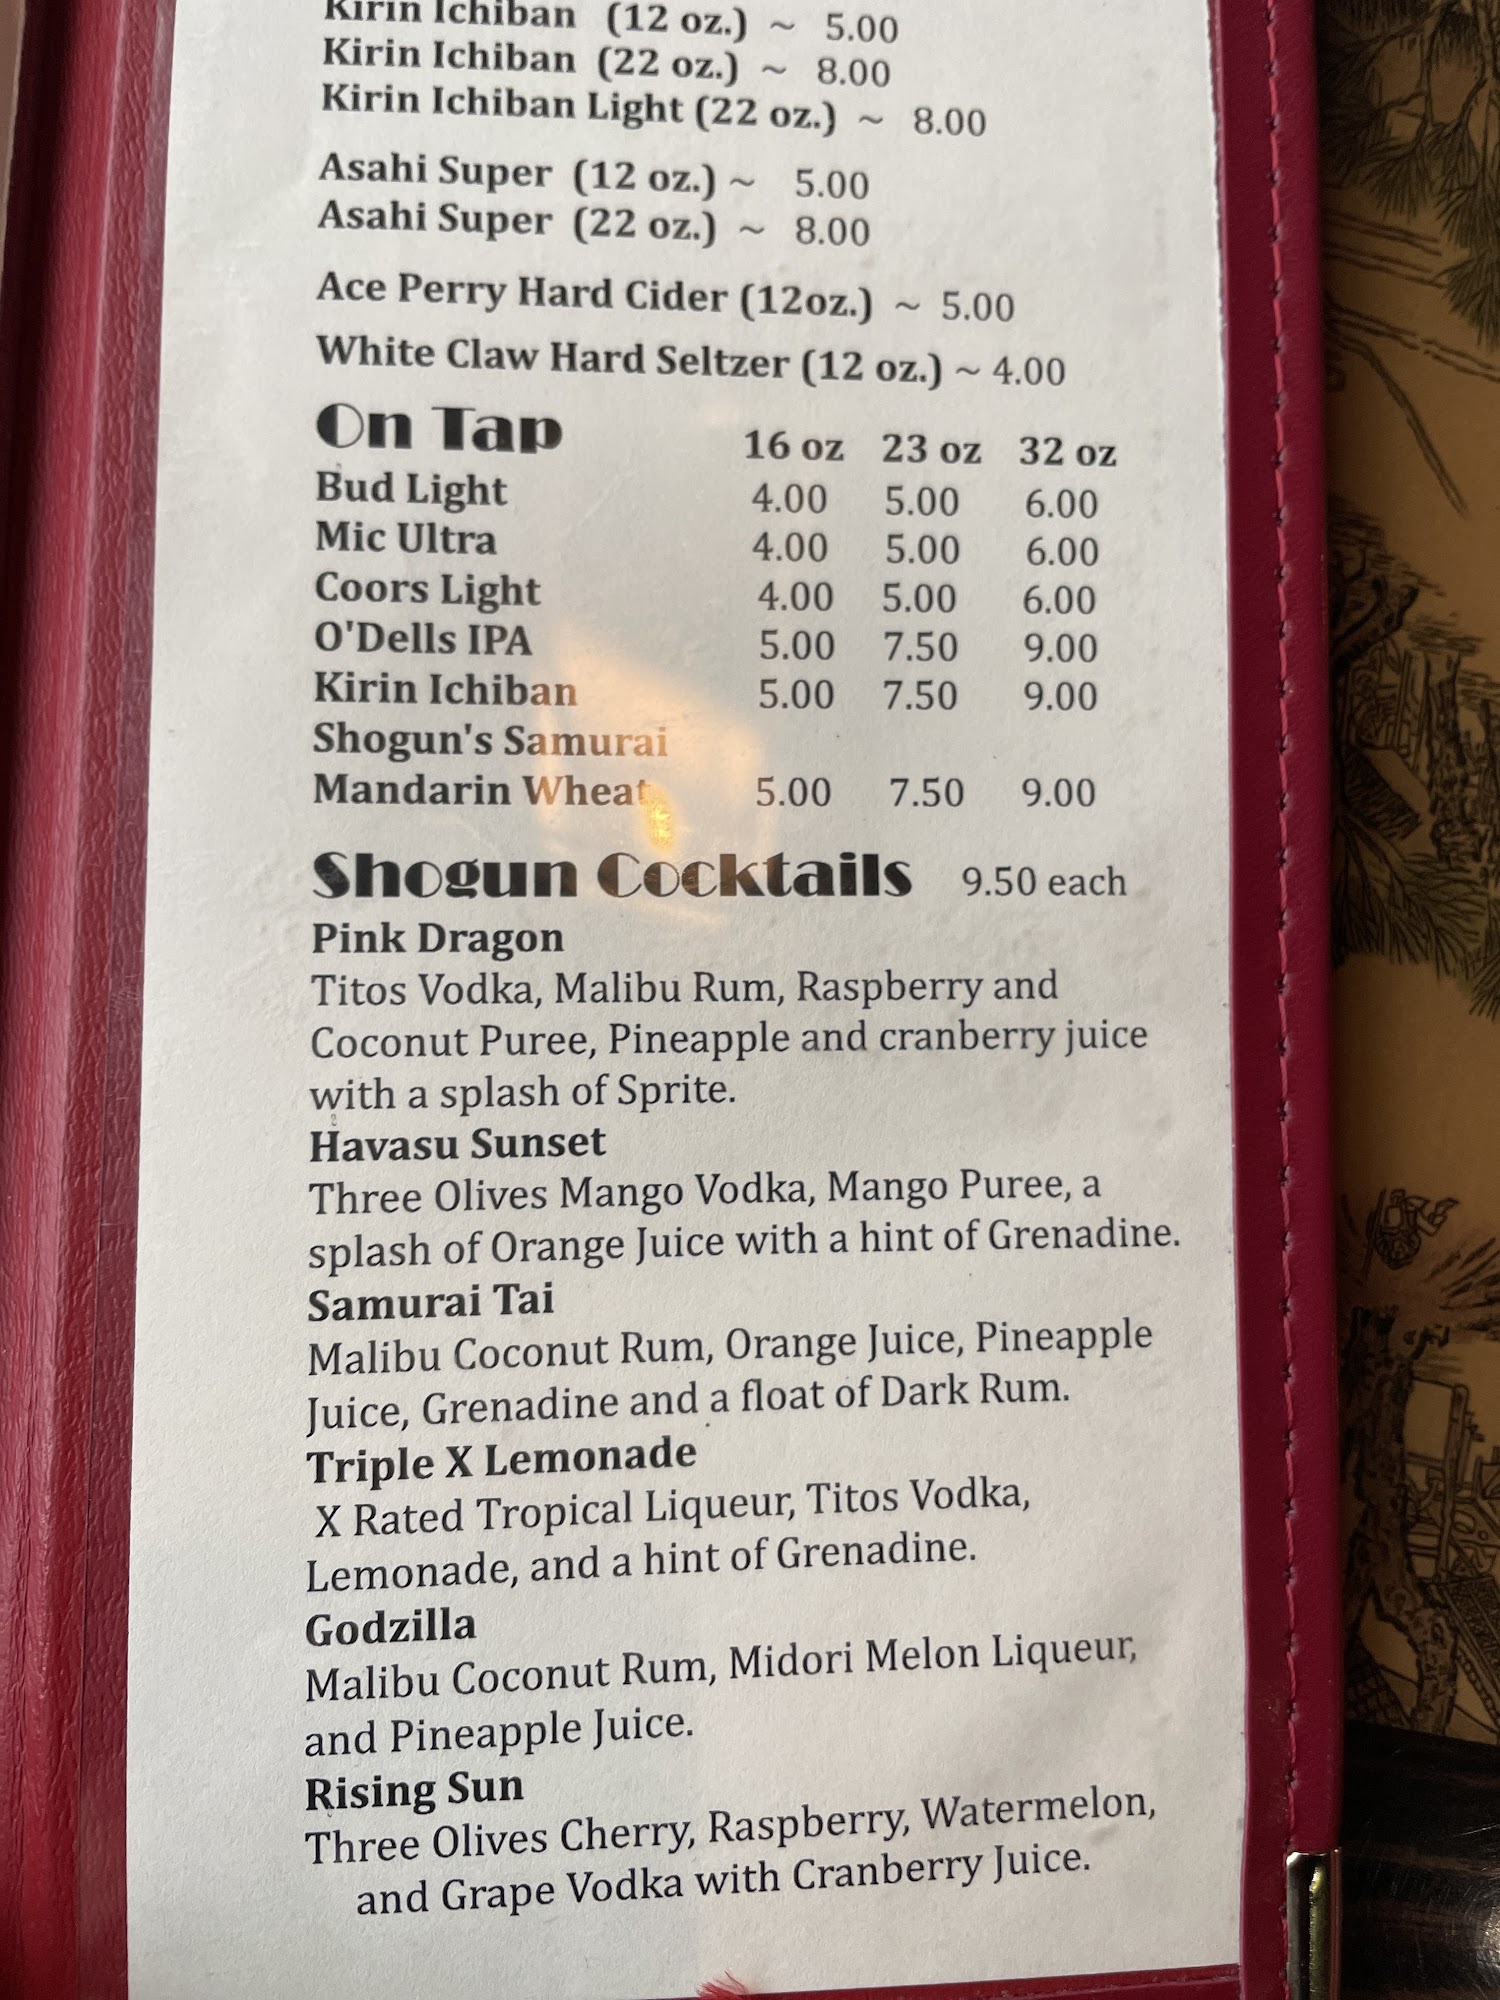 Kirin Ichiban (12 oz.) ~ 5.00
Kirin Ichiban (22 oz.) ~ 8.00
Kirin Ichiban Light (22 oz.) ~ 8.00
Asahi Super (12 oz.) ~ 5.00
Asahi Super (22 oz.) ~ 8.00
Ace Perry Hard Cider (12oz.) ~ 5.00
White Claw Hard Seltzer (12 oz.) ~ 4.00
On Tap 16 oz 23 oz 32 oz
Bud Light 4.00 5.00 6.00
Mic Ultra 4.00 5.00 6.00
Coors Light 4.00 5.00 6.00
O'Dells IPA 5.00 7.50 9.00
Kirin Ichiban 5.00 7.50 9.00
Shogun's Samurai
Mandarin Wheat 5.00 7.50 9.00
Shogun Cocktails 9.50 each
Pink Dragon
Titos Vodka, Malibu Rum, Raspberry and
Coconut Puree, Pineapple and cranberry juice
with a splash of Sprite.
Havasu Sunset
Three Olives Mango Vodka, Mango Puree, a
splash of Orange Juice with a hint of Grenadine.
Samurai Tai
Malibu Coconut Rum, Orange Juice, Pineapple
Juice, Grenadine and a float of Dark Rum.
Triple X Lemonade
X Rated Tropical Liqueur, Titos Vodka,
Lemonade, and a hint of Grenadine.
Godzilla
Malibu Coconut Rum, Midori Melon Liqueur,
and Pineapple Juice.
Rising Sun
Three Olives Cherry, Raspberry, Watermelon,
and Grape Vodka with Cranberry Juice.